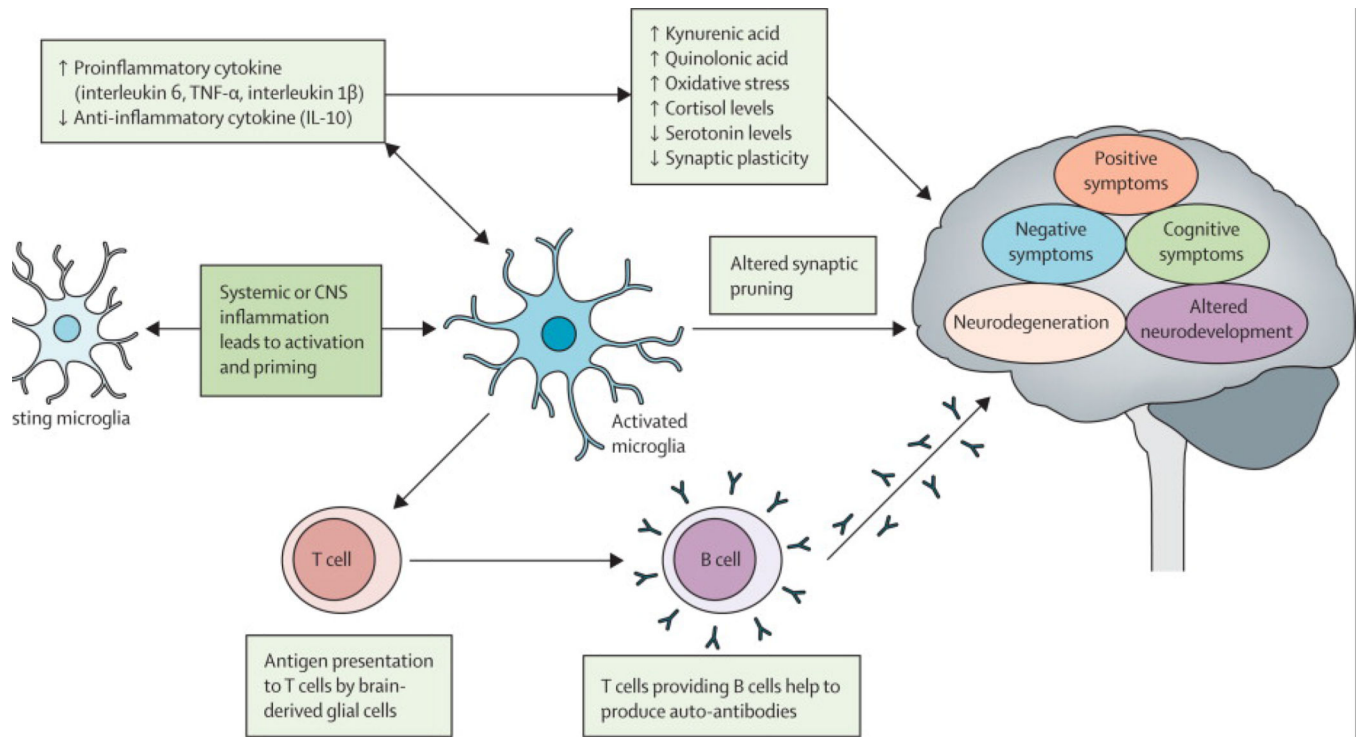 ↑ Proinflammatory cytokine
(interleukin 6, TNF-α, interleukin 1β)
↓ Anti-inflammatory cytokine (IL-10)
↑ Kynurenic acid
↑ Quinolonic acid
↑ Oxidative stress
↑ Cortisol levels
↓ Serotonin levels
↓ Synaptic plasticity
Positive
symptoms
Negative
symptoms
Cognitive
symptoms
Neurodegeneration
Altered
neurodevelopment
sting microglia
Systemic or CNS
inflammation
leads to activation
and priming
Activated
microglia
Altered synaptic
pruning
T cell
B cell
Antigen presentation
to T cells by brain-
derived glial cells
T cells providing B cells help to
produce auto-antibodies